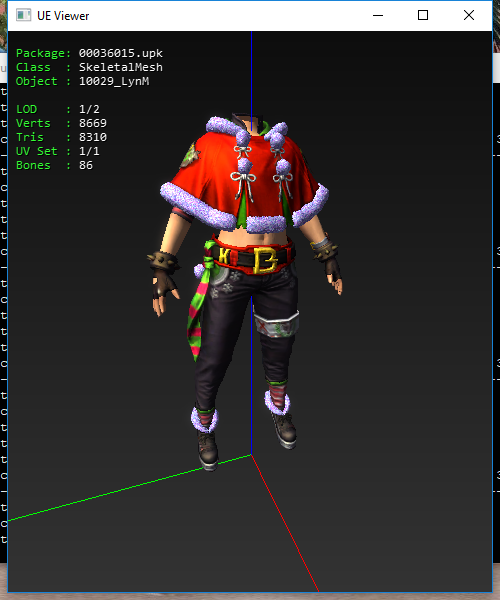 UE Viewer
Package: 00036015.upk
Class : SkeletalMesh
Object : 10029_LynM
LOD : 1/2
Verts : 8669
Tris : 8310
UV Set : 1/1
Bones : 86
K B